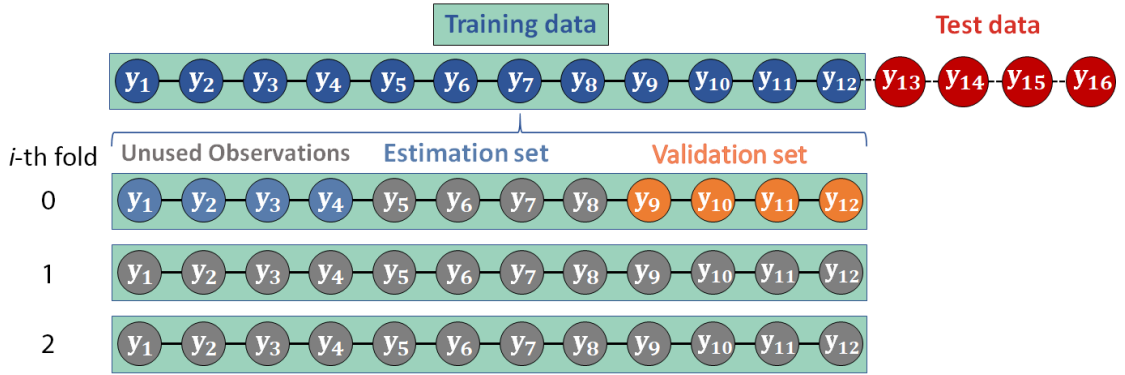 Training data
Test data
y1 y2 y3 y4 y5 y6 y7 y8 y9 y10 y11 y12 y13 y14 y15 y16
i-th fold
Unused Observations Estimation set Validation set
0 y1 y2 y3 y4 y5 y6 y7 y8 y9 y10 y11 y12
1 y1 y2 y3 y4 y5 y6 y7 y8 y9 y10 y11 y12
2 y1 y2 y3 y4 y5 y6 y7 y8 y9 y10 y11 y12